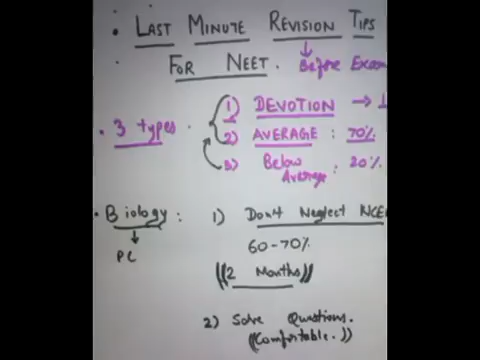 • LAST MINUTE REVISION TIPS
• FOR NEET. Before Exam
• 3 types. 1) DEVOTION →
2) AVERAGE : 70%
3) Below Average : 20%
• Biology : 1) Don't Neglect NCE
PC
60-70%
((2 Months))
2) Solve Questions.
((Comfortable.))